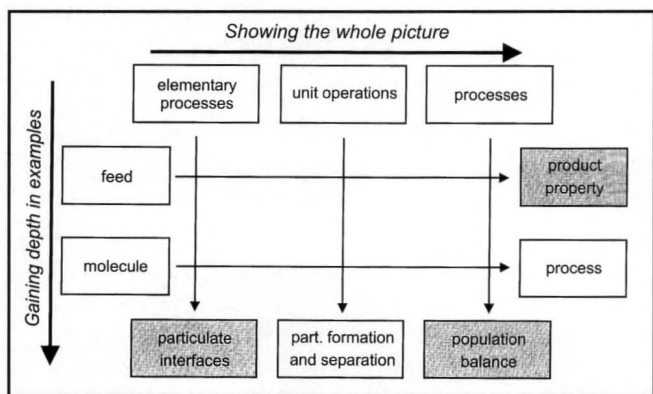 Showing the whole picture
Gaining depth in examples
elementary
processes
unit operations
processes
feed
product
property
molecule
process
particulate
interfaces
part. formation
and separation
population
balance